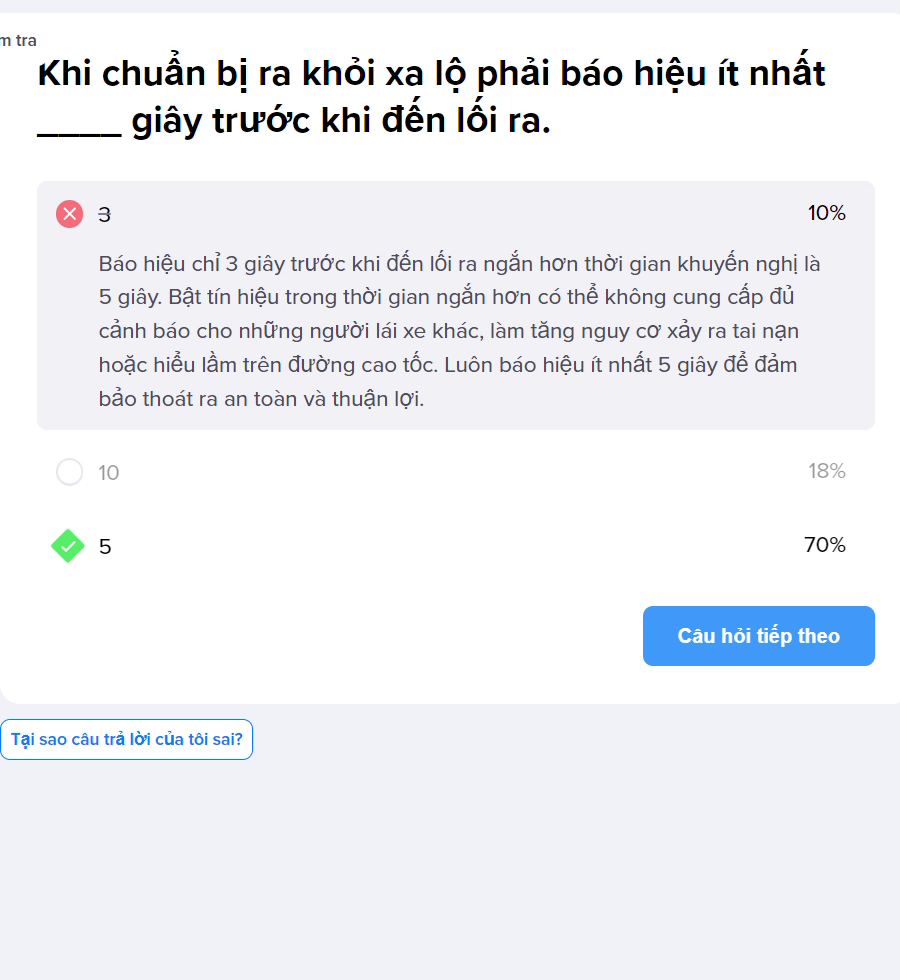 m tra
Khi chuẩn bị ra khỏi xa lộ phải báo hiệu ít nhất
____ giây trước khi đến lối ra.
3 10%
Báo hiệu chỉ 3 giây trước khi đến lối ra ngắn hơn thời gian khuyến nghị là
5 giây. Bật tín hiệu trong thời gian ngắn hơn có thể không cung cấp đủ
cảnh báo cho những người lái xe khác, làm tăng nguy cơ xảy ra tai nạn
hoặc hiểu lầm trên đường cao tốc. Luôn báo hiệu ít nhất 5 giây để đảm
bảo thoát ra an toàn và thuận lợi.
10 18%
5 70%
Câu hỏi tiếp theo
Tại sao câu trả lời của tôi sai?